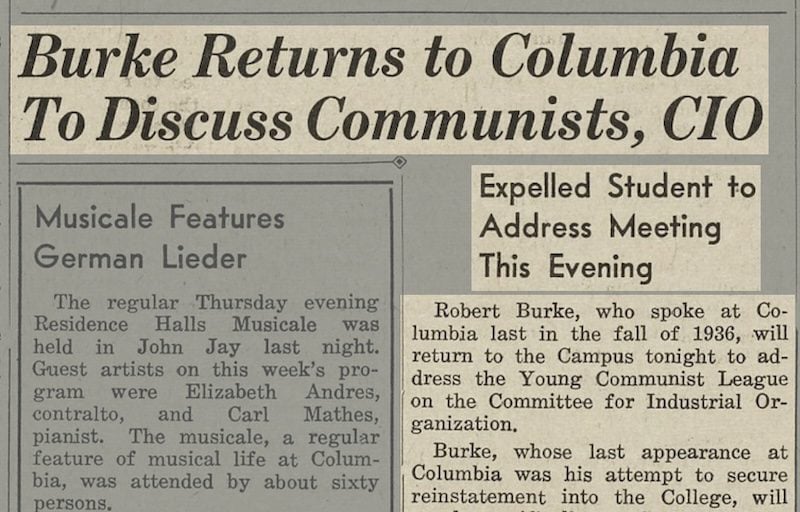 Burke Returns to Columbia
To Discuss Communists, CIO
Musicale Features
German Lieder
The regular Thursday evening
Residence Halls Musicale was
held in John Jay last night.
Guest artists on this week's pro-
gram were Elizabeth Andres,
contralto, and Carl Mathes,
pianist. The musicale, a regular
feature of musical life at Colum-
bia, was attended by about sixty
persons.
Expelled Student to
Address Meeting
This Evening
Robert Burke, who spoke at Co-
lumbia last in the fall of 1936, will
return to the Campus tonight to ad-
dress the Young Communist League
on the Committee for Industrial Or-
ganization.
Burke, whose last appearance at
Columbia was his attempt to secure
reinstatement into the College, will